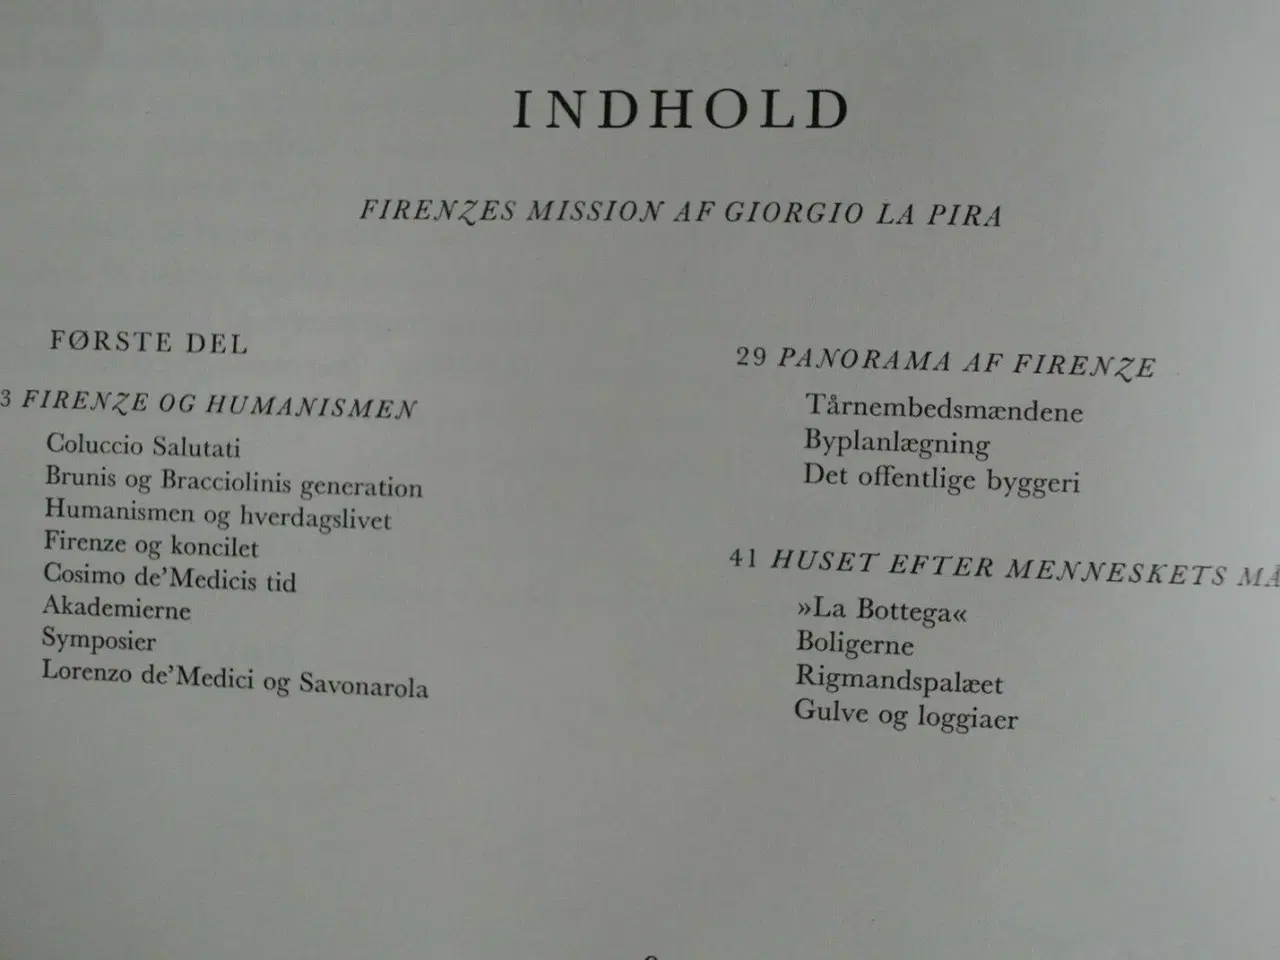 INDHOLD
FIRENZES MISSION AF GIORGIO LA PIRA
FØRSTE DEL
3 FIRENZE OG HUMANISMEN
Coluccio Salutati
Brunis og Bracciolinis generation
Humanismen og hverdagslivet
Firenze og koncilet
Cosimo de'Medicis tid
Akademierne
Symposier
Lorenzo de'Medici og Savonarola
29 PANORAMA AF FIRENZE
Tårnembedsmændene
Byplanlægning
Det offentlige byggeri
41 HUSET EFTER MENNESKETS MÅ
»La Bottega«
Boligerne
Rigmandspalæet
Gulve og loggiaer